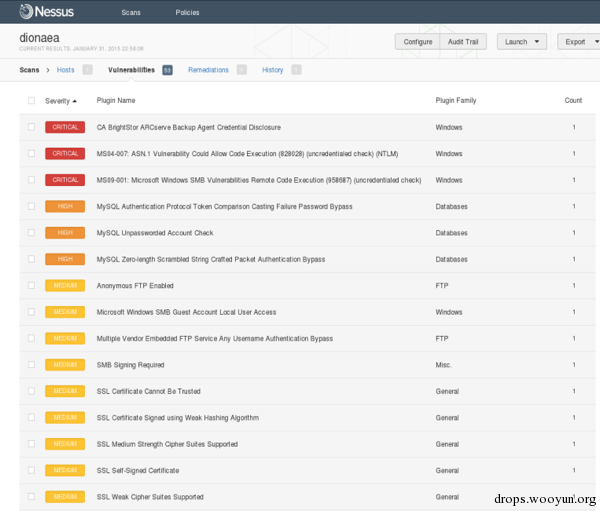 Nessus Scans Policies
dionaea
CURRENT RESULTS: JANUARY 31, 2015 22:58:08
Configure Audit Trail Launch Export
Scans > Hosts 1 Vulnerabilities 53 Remediations History 1
Severity Plugin Name Plugin Family Count
CRITICAL CA BrightStor ARCserve Backup Agent Credential Disclosure Windows 1
CRITICAL MS04-007: ASN.1 Vulnerability Could Allow Code Execution (828028) (uncredentialed check) (NTLM) Windows 1
CRITICAL MS09-001: Microsoft Windows SMB Vulnerabilities Remote Code Execution (958687) (uncredentialed check) Windows 1
HIGH MySQL Authentication Protocol Token Comparison Casting Failure Password Bypass Databases 1
HIGH MySQL Unpassworded Account Check Databases 1
HIGH MySQL Zero-length Scrambled String Crafted Packet Authentication Bypass Databases 1
MEDIUM Anonymous FTP Enabled FTP 1
MEDIUM Microsoft Windows SMB Guest Account Local User Access Windows 1
MEDIUM Multiple Vendor Embedded FTP Service Any Username Authentication Bypass FTP 1
MEDIUM SMB Signing Required Misc. 1
MEDIUM SSL Certificate Cannot Be Trusted General 1
MEDIUM SSL Certificate Signed using Weak Hashing Algorithm General 1
MEDIUM SSL Medium Strength Cipher Suites Supported General 1
MEDIUM SSL Self-Signed Certificate General 1
MEDIUM SSL Weak Cipher Suites Supported General 1
drops.wooyun.org